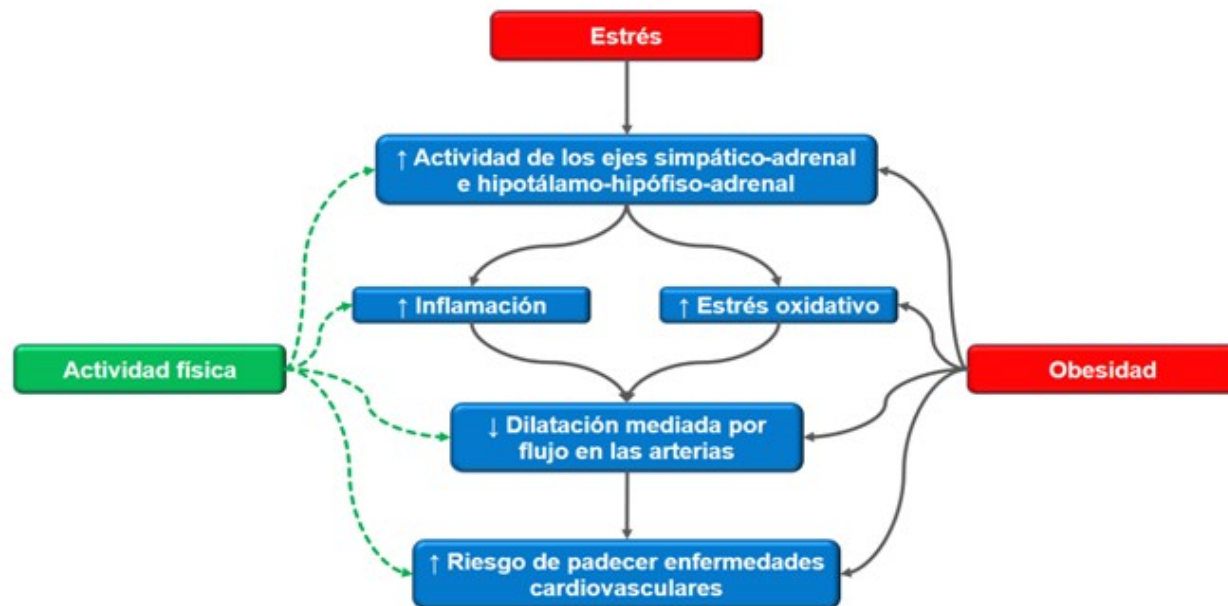 Estrés
↑ Actividad de los ejes simpático-adrenal
e hipotálamo-hipófiso-adrenal
↑ Inflamación
↑ Estrés oxidativo
Actividad física
Obesidad
↓ Dilatación mediada por
flujo en las arterias
↑ Riesgo de padecer enfermedades
cardiovasculares